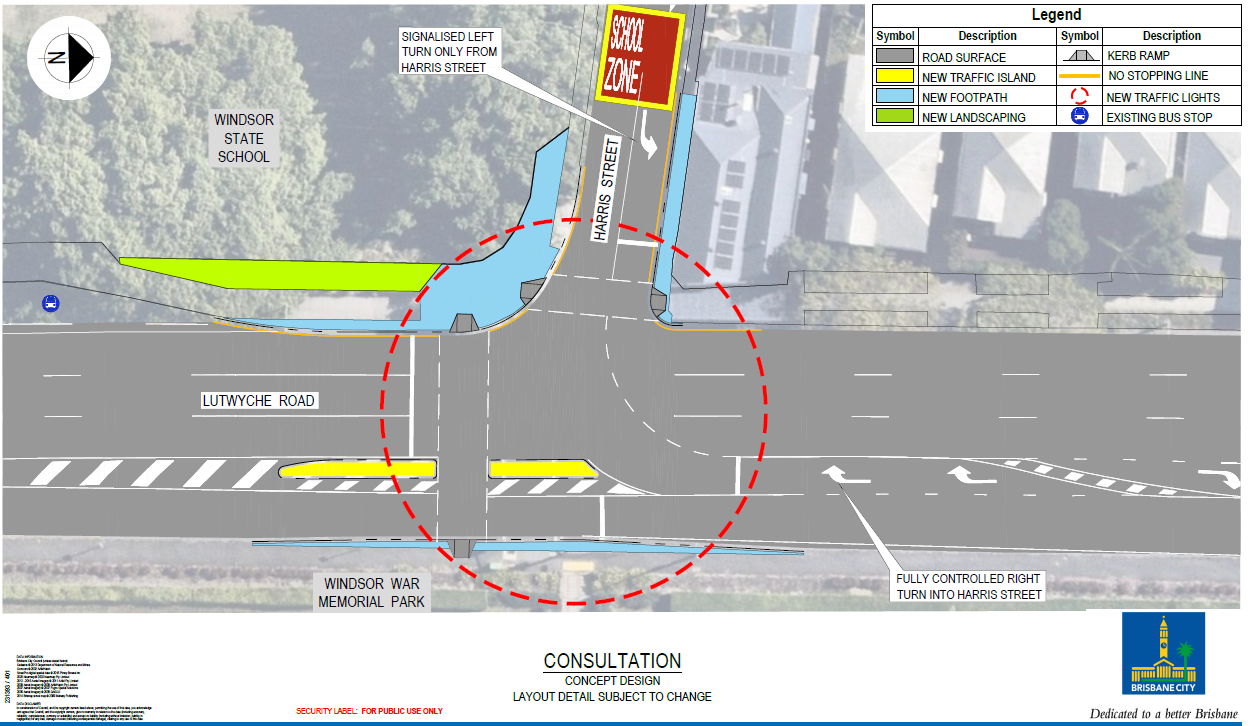 N
WINDSOR
STATE
SCHOOL
SIGNALISED LEFT
TURN ONLY FROM
HARRIS STREET
SCHOOL
ZONE
HARRIS STREET
Legend
Symbol Description Symbol Description
ROAD SURFACE KERB RAMP
NEW TRAFFIC ISLAND NO STOPPING LINE
NEW FOOTPATH NEW TRAFFIC LIGHTS
NEW LANDSCAPING EXISTING BUS STOP
LUTWYCHE ROAD
WINDSOR WAR
MEMORIAL PARK
FULLY CONTROLLED RIGHT
TURN INTO HARRIS STREET
CONSULTATION
CONCEPT DESIGN
LAYOUT DETAIL SUBJECT TO CHANGE
SECURITY LABEL: FOR PUBLIC USE ONLY
BRISBANE CITY
Dedicated to a better Brisbane